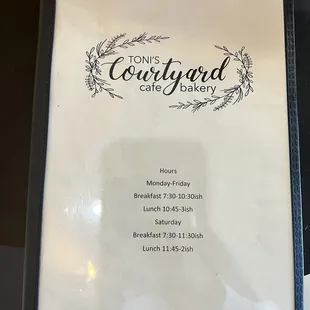 TONI'S
Courtyard
cafe bakery
Hours
Monday-Friday
Breakfast 7:30-10:30ish
Lunch 10:45-3ish
Saturday
Breakfast 7:30-11:30ish
Lunch 11:45-2ish